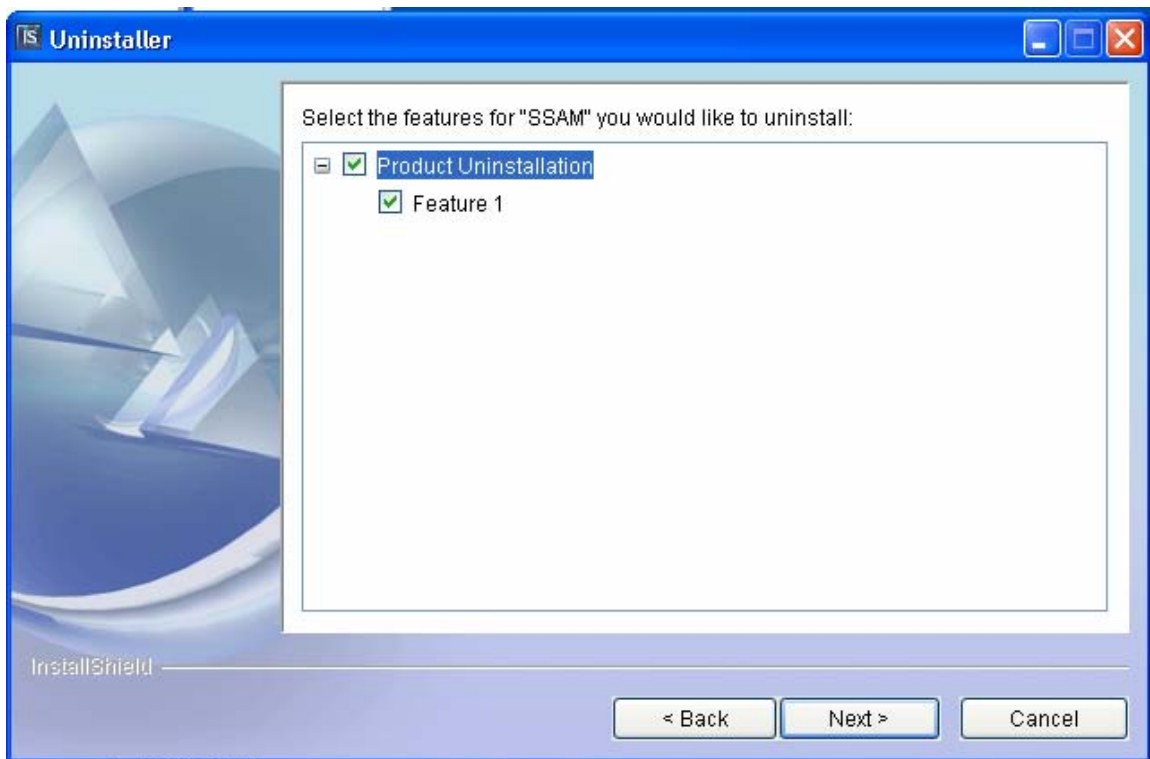 IS Uninstaller
Select the features for "SSAM" you would like to uninstall:
Product Uninstallation
Feature 1
InstallShield
< Back Next > Cancel